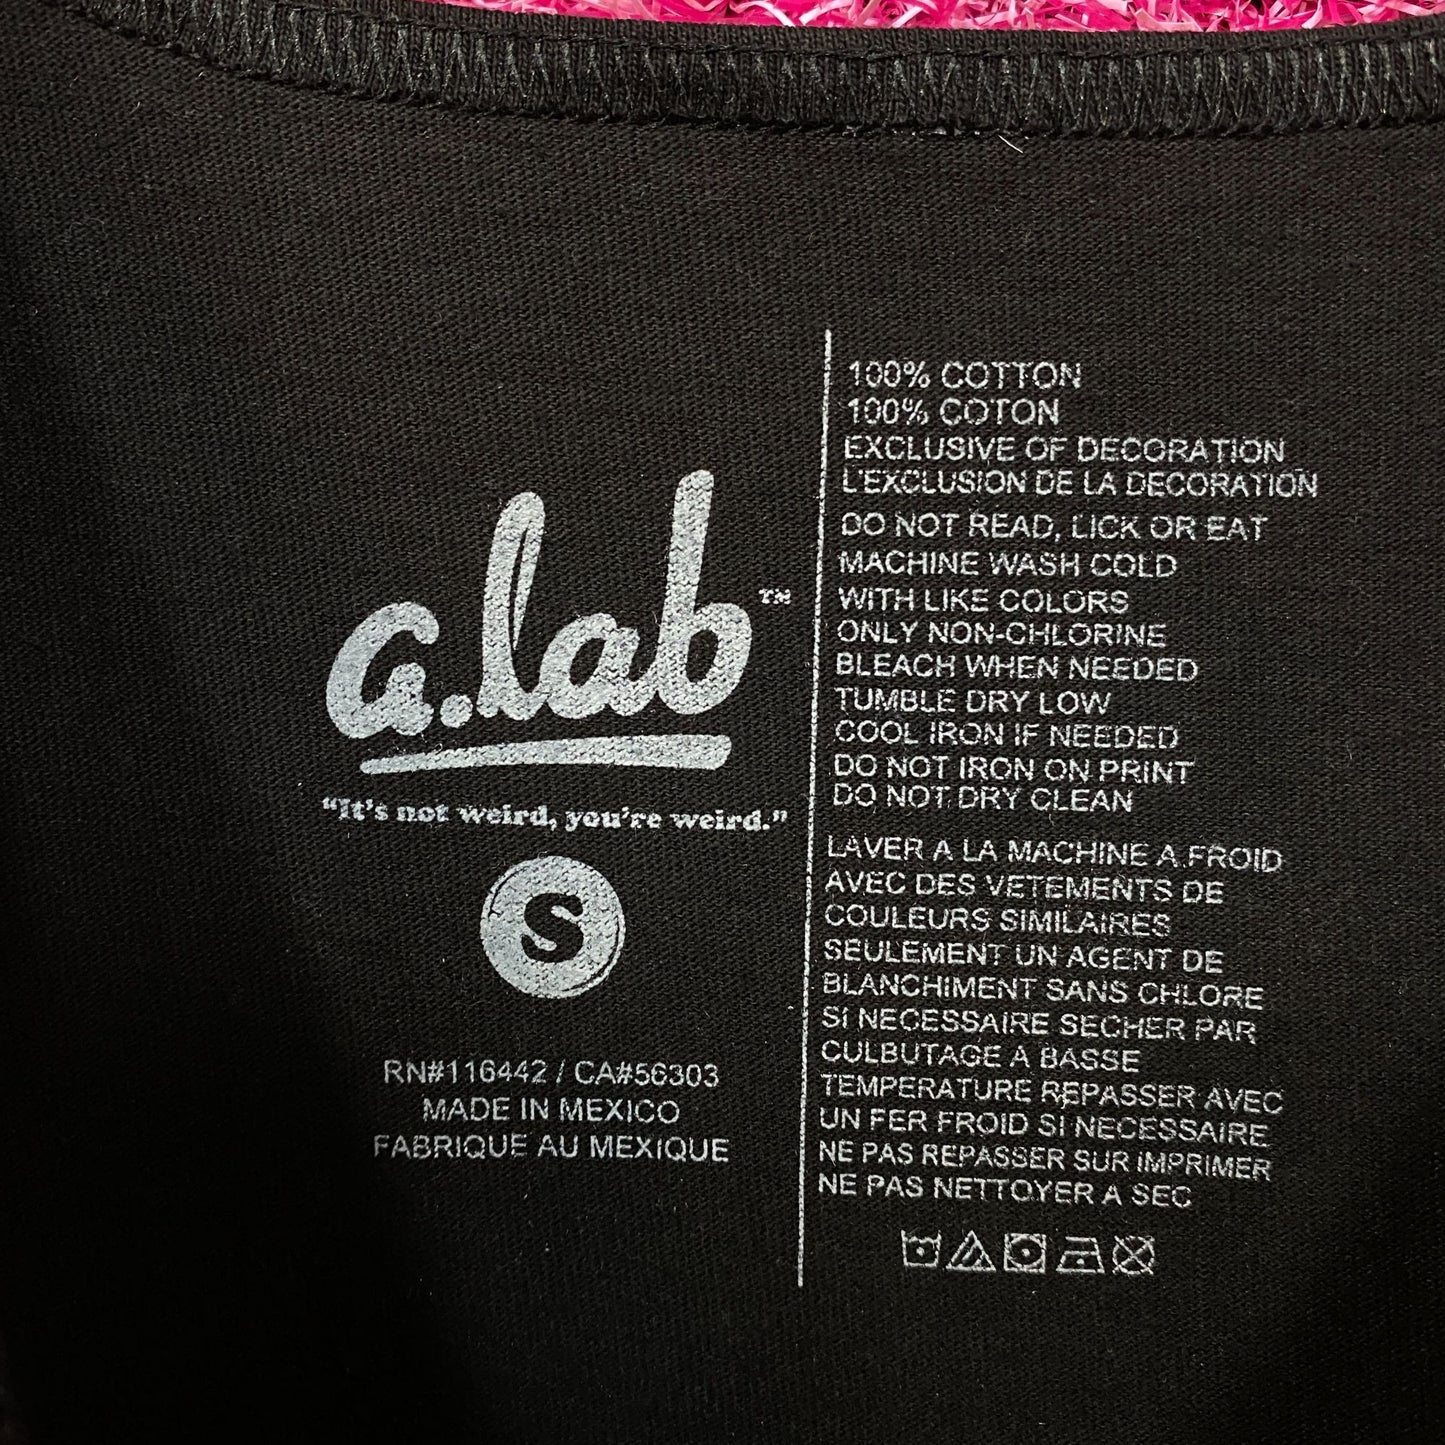 a.lab™
"It's not weird, you're weird."
S
RN#116442 / CA#56303
MADE IN MEXICO
FABRIQUE AU MEXIQUE
100% COTTON
100% COTON
EXCLUSIVE OF DECORATION
L'EXCLUSION DE LA DECORATION
DO NOT READ, LICK OR EAT
MACHINE WASH COLD
WITH LIKE COLORS
ONLY NON-CHLORINE
BLEACH WHEN NEEDED
TUMBLE DRY LOW
COOL IRON IF NEEDED
DO NOT IRON ON PRINT
DO NOT DRY CLEAN
LAVER A LA MACHINE A FROID
AVEC DES VETEMENTS DE
COULEURS SIMILAIRES
SEULEMENT UN AGENT DE
BLANCHIMENT SANS CHLORE
SI NECESSAIRE SECHER PAR
CULBUTAGE A BASSE
TEMPERATURE REPASSER AVEC
UN FER FROID SI NECESSAIRE
NE PAS REPASSER SUR IMPRIMER
NE PAS NETTOYER A SEC